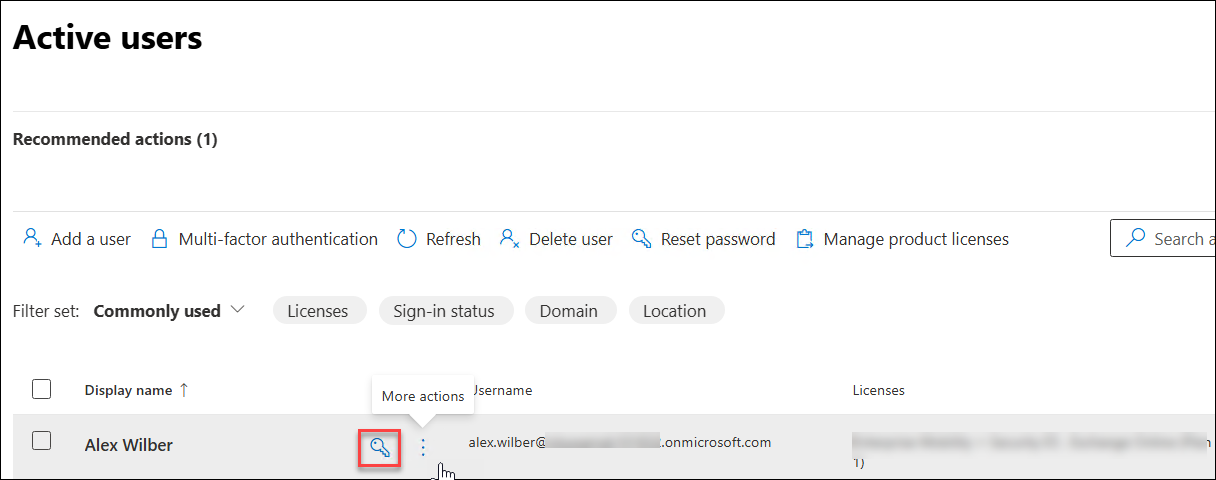 Active users
Recommended actions (1)
Add a user Multi-factor authentication Refresh Delete user Reset password Manage product licenses Search a
Filter set: Commonly used Licenses Sign-in status Domain Location
Display name ↑ More actions Username Licenses
Alex Wilber alex.wilber@ .onmicrosoft.com
1)